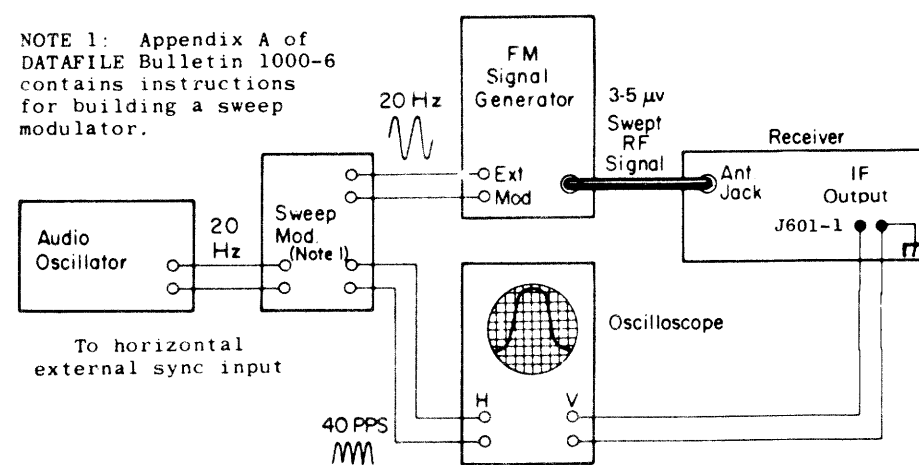 NOTE 1: Appendix A of
DATAFILE Bulletin 1000-6
contains instructions
for building a sweep
modulator.
20 Hz
FM
Signal
Generator
Ext
Mod
3-5 μv
Swept
RF
Signal
Receiver
Ant
Jack
IF
Output
J601-1
Audio
Oscillator
20
Hz
Sweep
Mod.
(Note 1)
To horizontal
external sync input
40 PPS
H
V
Oscilloscope